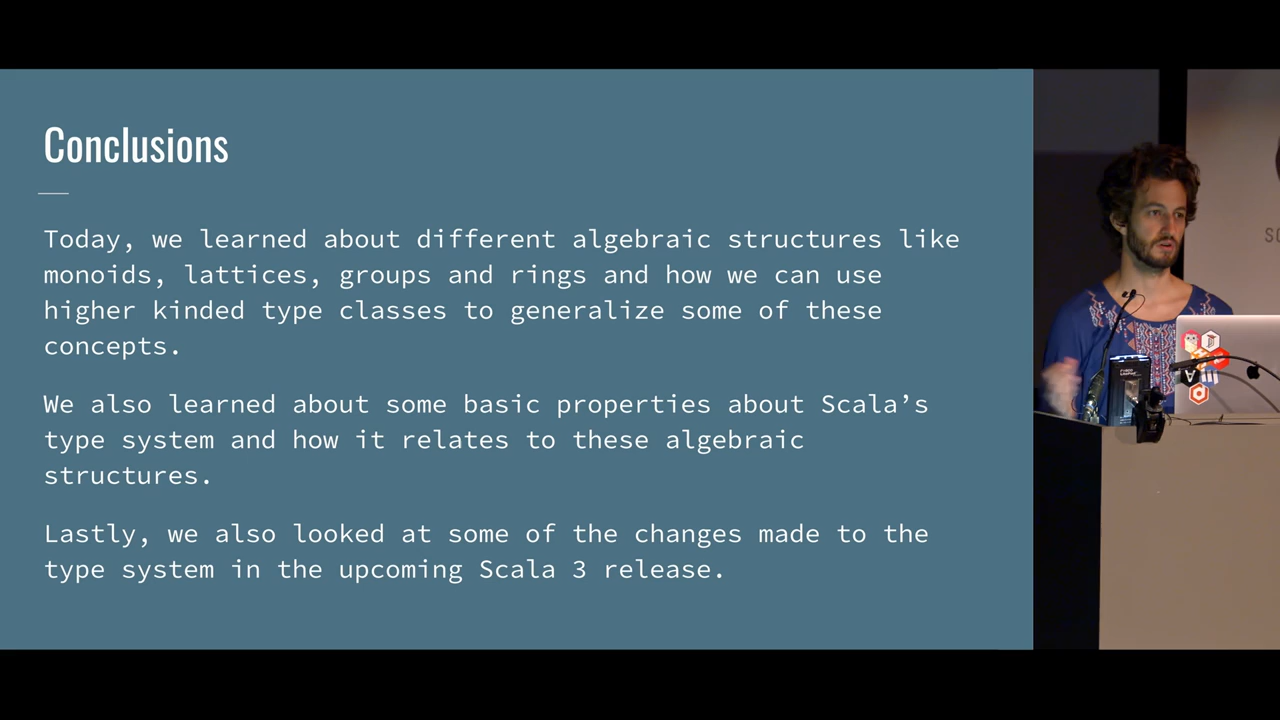 Conclusions
Today, we learned about different algebraic structures like
monoids, lattices, groups and rings and how we can use
higher kinded type classes to generalize some of these
concepts.
We also learned about some basic properties about Scala’s
type system and how it relates to these algebraic
structures.
Lastly, we also looked at some of the changes made to the
type system in the upcoming Scala 3 release.